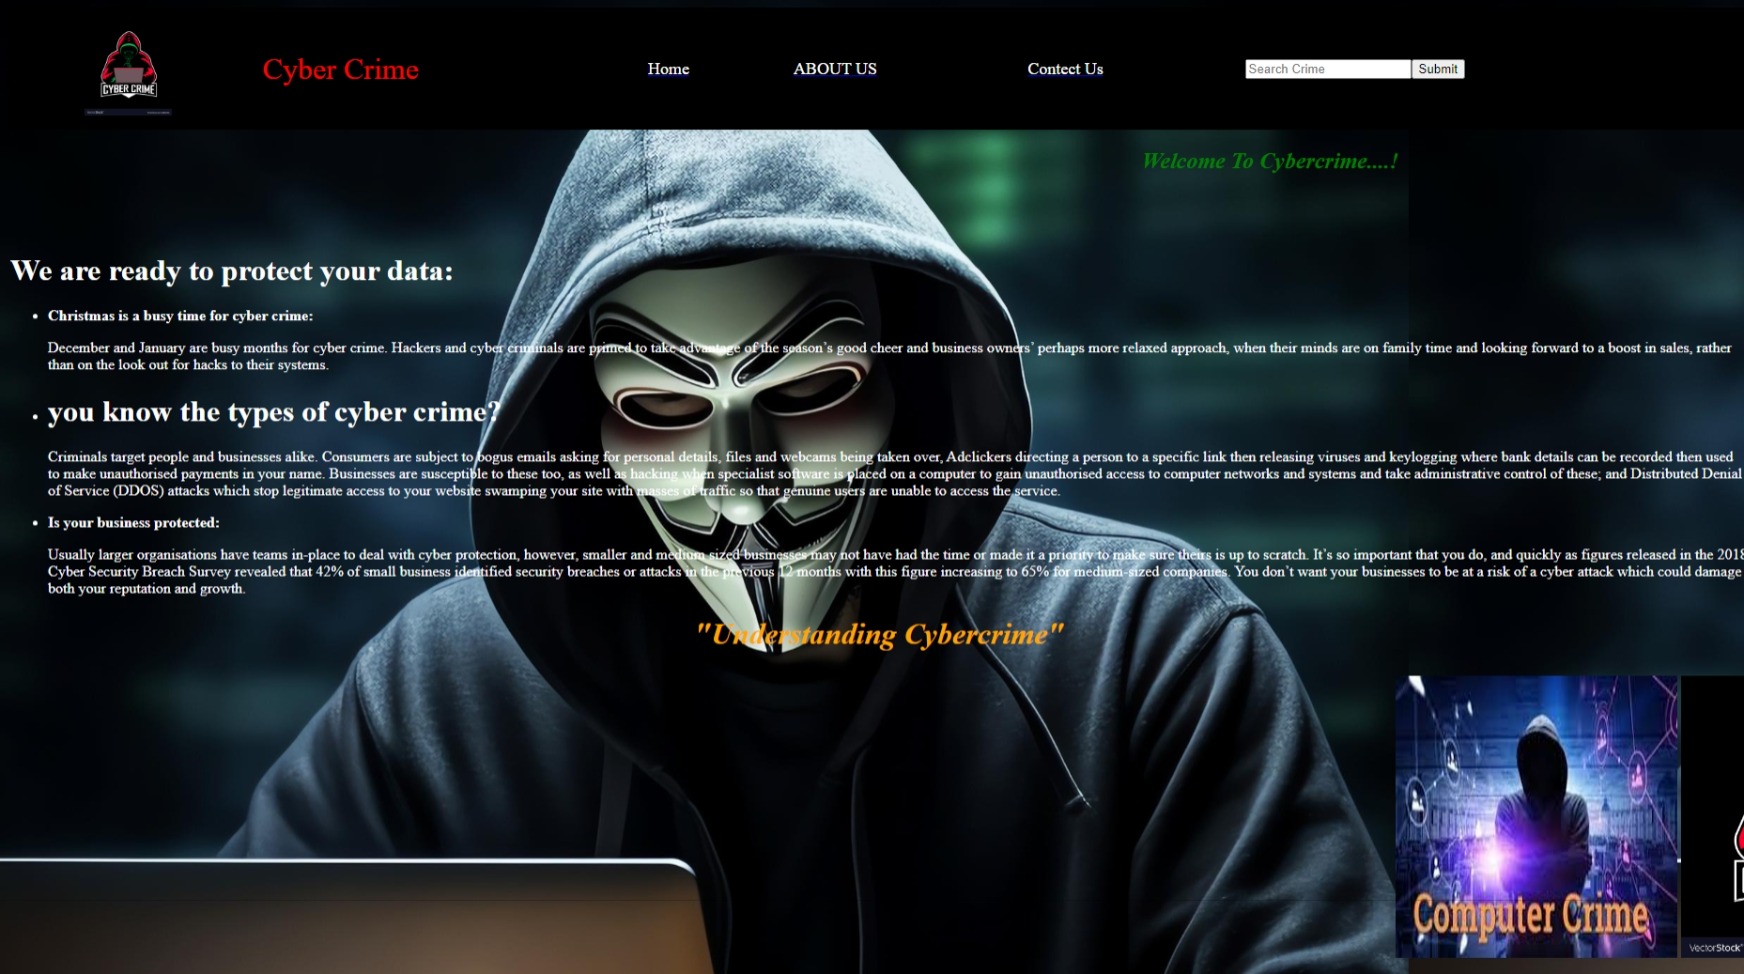 CYBER CRIME
Cyber Crime
Home
ABOUT US
Contect Us
Search Crime
Submit
Welcome To Cybercrime....!
We are ready to protect your data:
Christmas is a busy time for cyber crime:
December and January are busy months for cyber crime. Hackers and cyber criminals are primed to take advantage of the season’s good cheer and business owners’ perhaps more relaxed approach, when their minds are on family time and looking forward to a boost in sales, rather
than on the look out for hacks to their systems.
you know the types of cyber crime?
Criminals target people and businesses alike. Consumers are subject to bogus emails asking for personal details, files and webcams being taken over, Adclickers directing a person to a specific link then releasing viruses and keylogging where bank details can be recorded then used
to make unauthorised payments in your name. Businesses are susceptible to these too, as well as hacking when specialist software is placed on a computer to gain unauthorised access to computer networks and systems and take administrative control of these; and Distributed Denial
of Service (DDOS) attacks which stop legitimate access to your website swamping your site with masses of traffic so that genuine users are unable to access the service.
Is your business protected:
Usually larger organisations have teams in-place to deal with cyber protection, however, smaller and medium sized businesses may not have had the time or made it a priority to make sure theirs is up to scratch. It’s so important that you do, and quickly as figures released in the 2018
Cyber Security Breach Survey revealed that 42% of small business identified security breaches or attacks in the previous 12 months with this figure increasing to 65% for medium-sized companies. You don’t want your businesses to be at a risk of a cyber attack which could damage
both your reputation and growth.
"Understanding Cybercrime"
Computer Crime
VectorStock